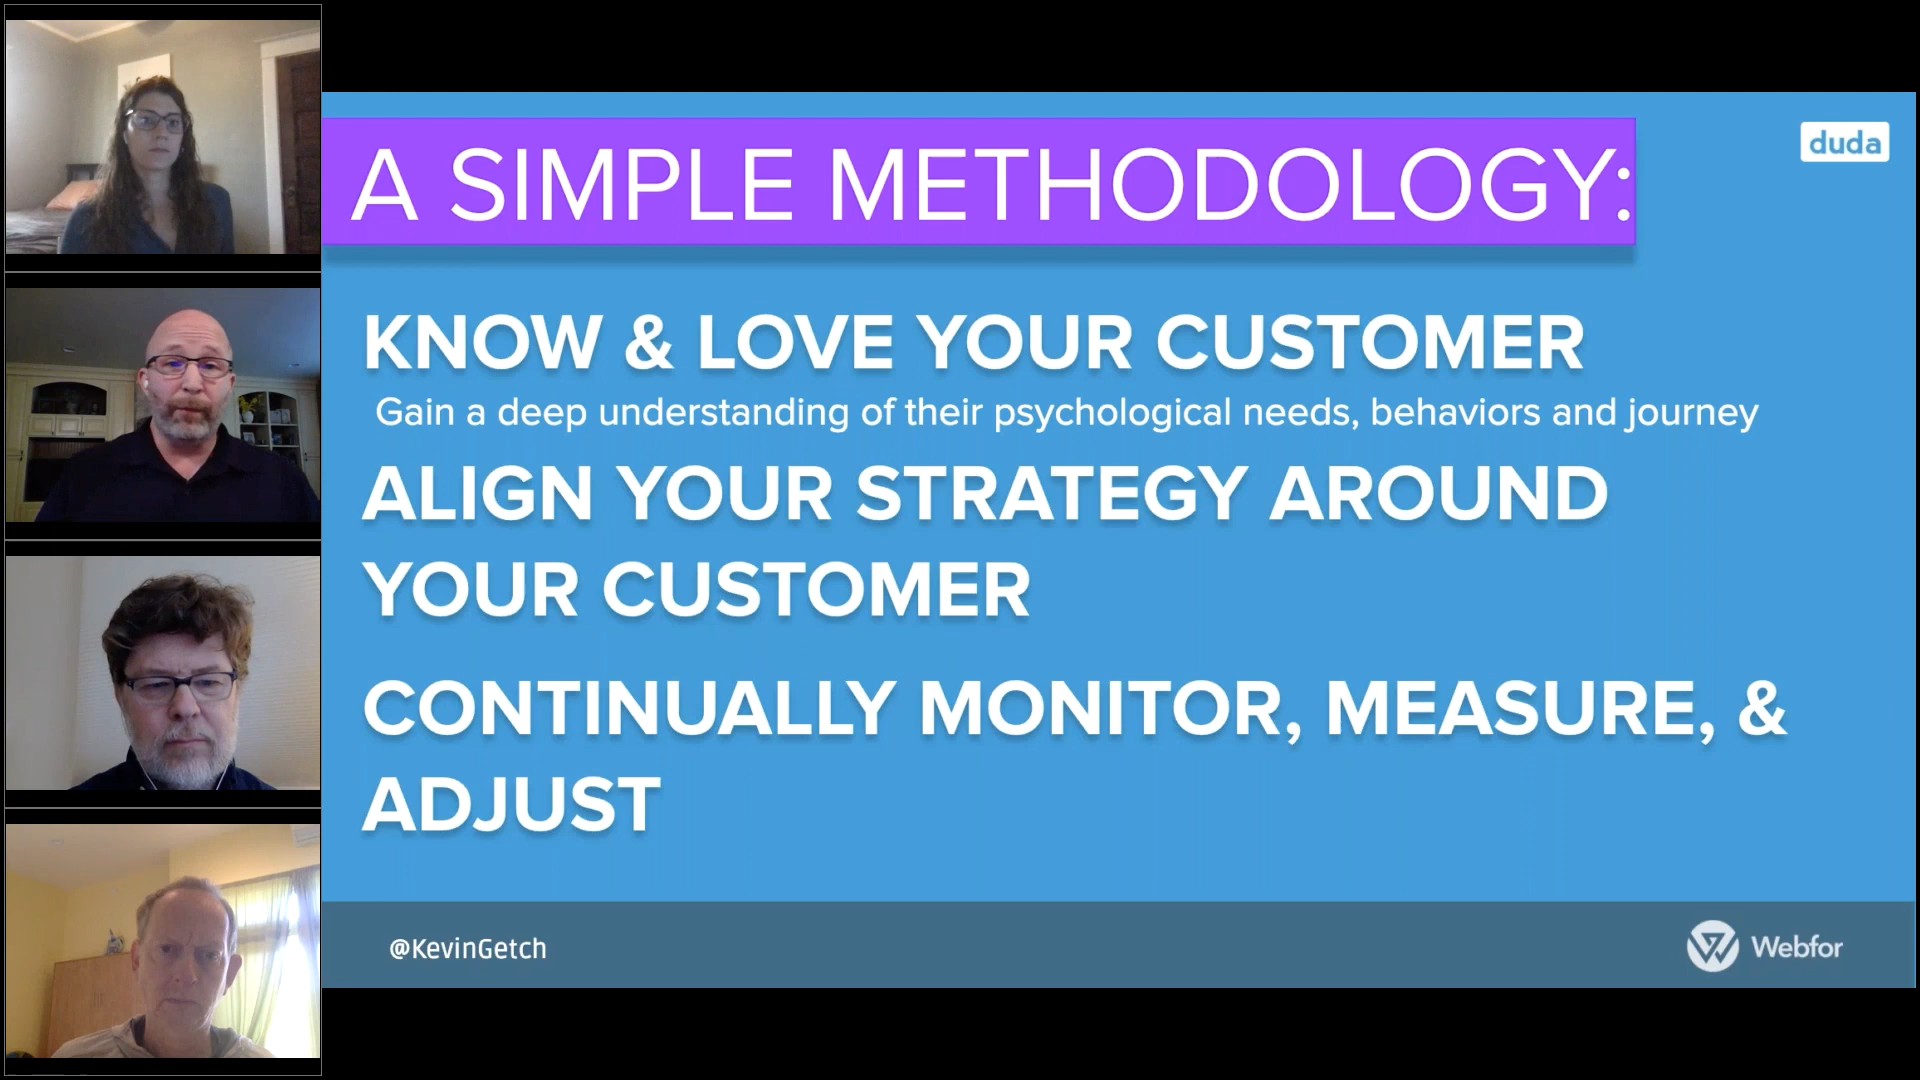 A SIMPLE METHODOLOGY:
duda
KNOW & LOVE YOUR CUSTOMER
Gain a deep understanding of their psychological needs, behaviors and journey
ALIGN YOUR STRATEGY AROUND
YOUR CUSTOMER
CONTINUALLY MONITOR, MEASURE, &
ADJUST
@KevinGetch
Webfor